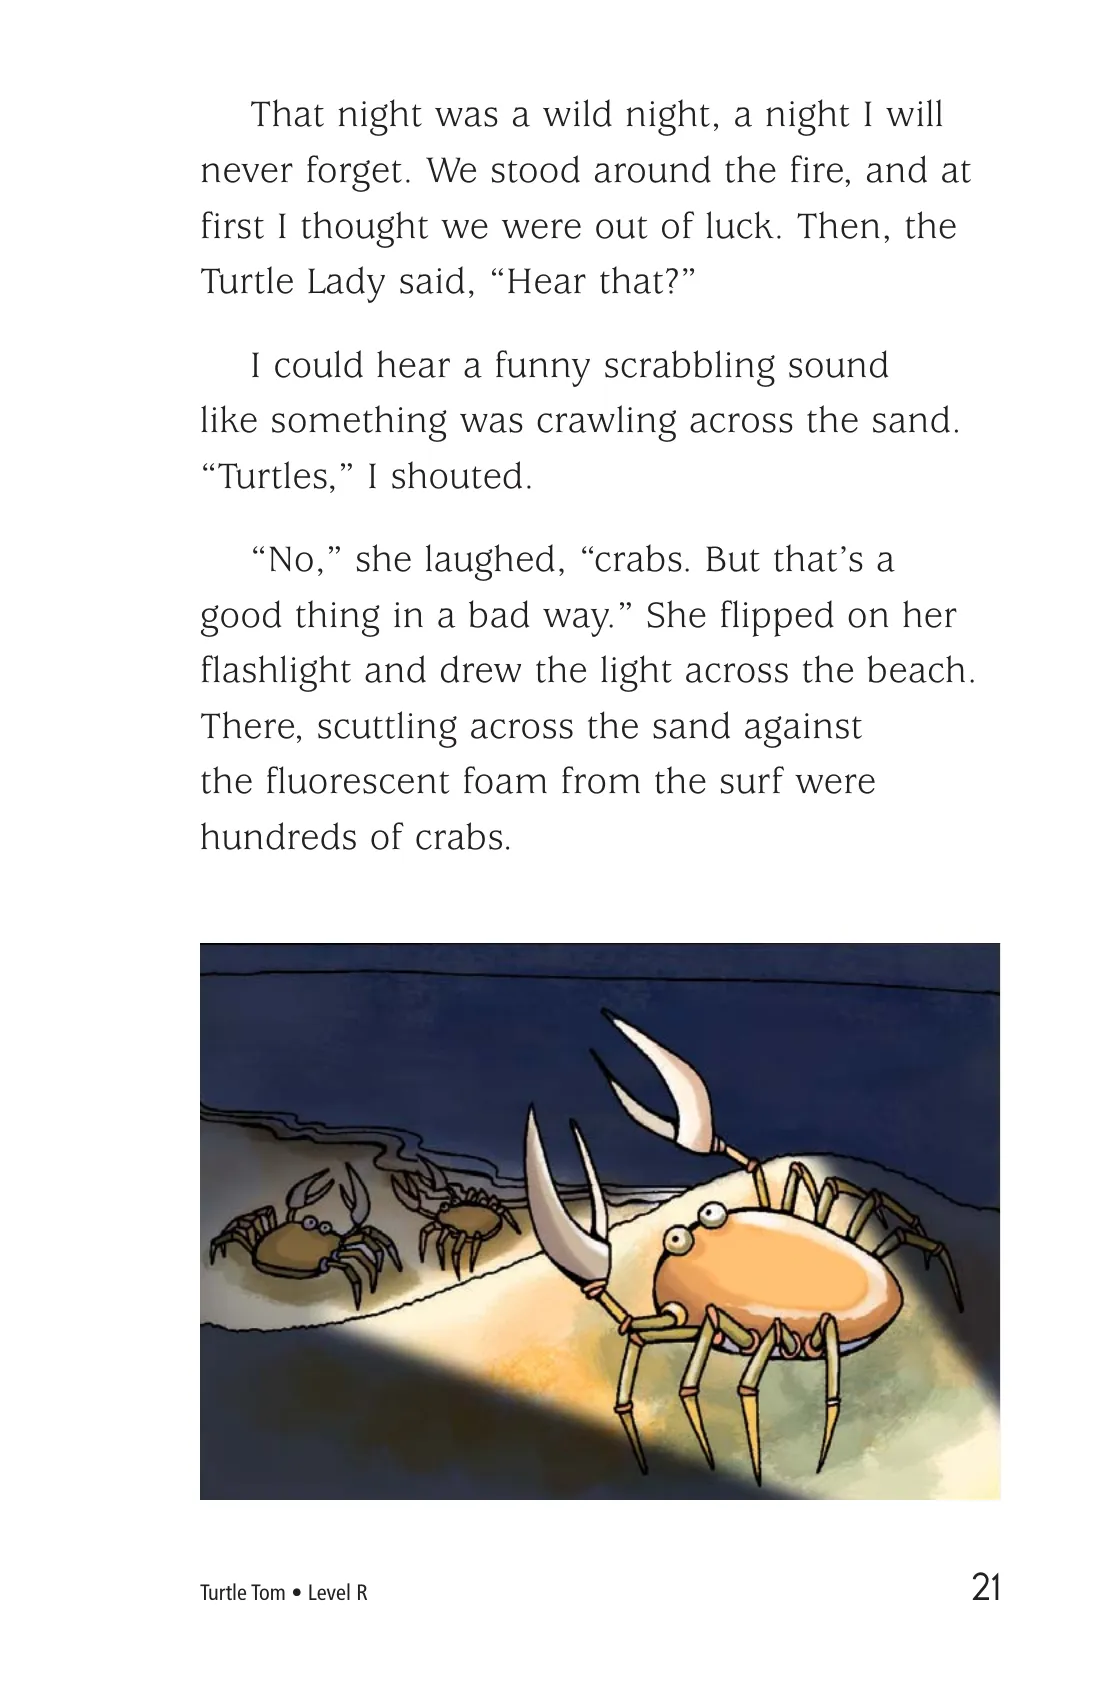 That night was a wild night, a night I will
never forget. We stood around the fire, and at
first I thought we were out of luck. Then, the
Turtle Lady said, “Hear that?”
I could hear a funny scrabbling sound
like something was crawling across the sand.
“Turtles,” I shouted.
“No,” she laughed, “crabs. But that’s a
good thing in a bad way.” She flipped on her
flashlight and drew the light across the beach.
There, scuttling across the sand against
the fluorescent foam from the surf were
hundreds of crabs.
Turtle Tom • Level R
21